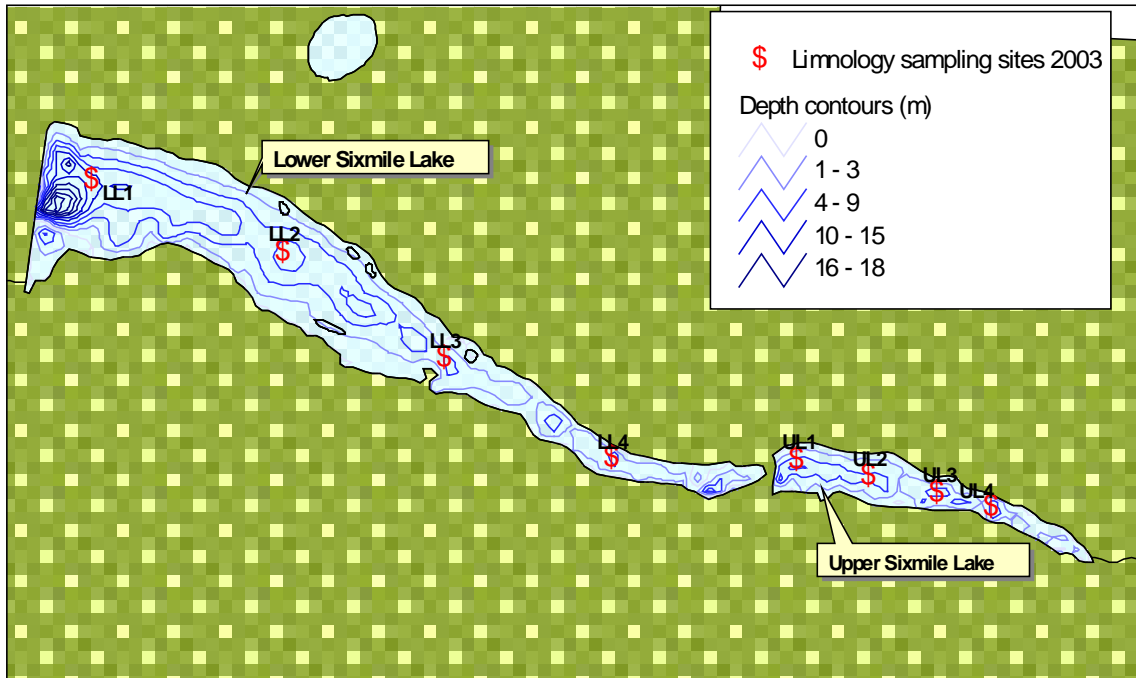 $ Limnology sampling sites 2003
Depth contours (m)
0
1 - 3
4 - 9
10 - 15
16 - 18
Lower Sixmile Lake
$
LL1
LL2
$
LL3
$
LL4
$
UL1
$
UL2
$
UL3
$
UL4
$
Upper Sixmile Lake